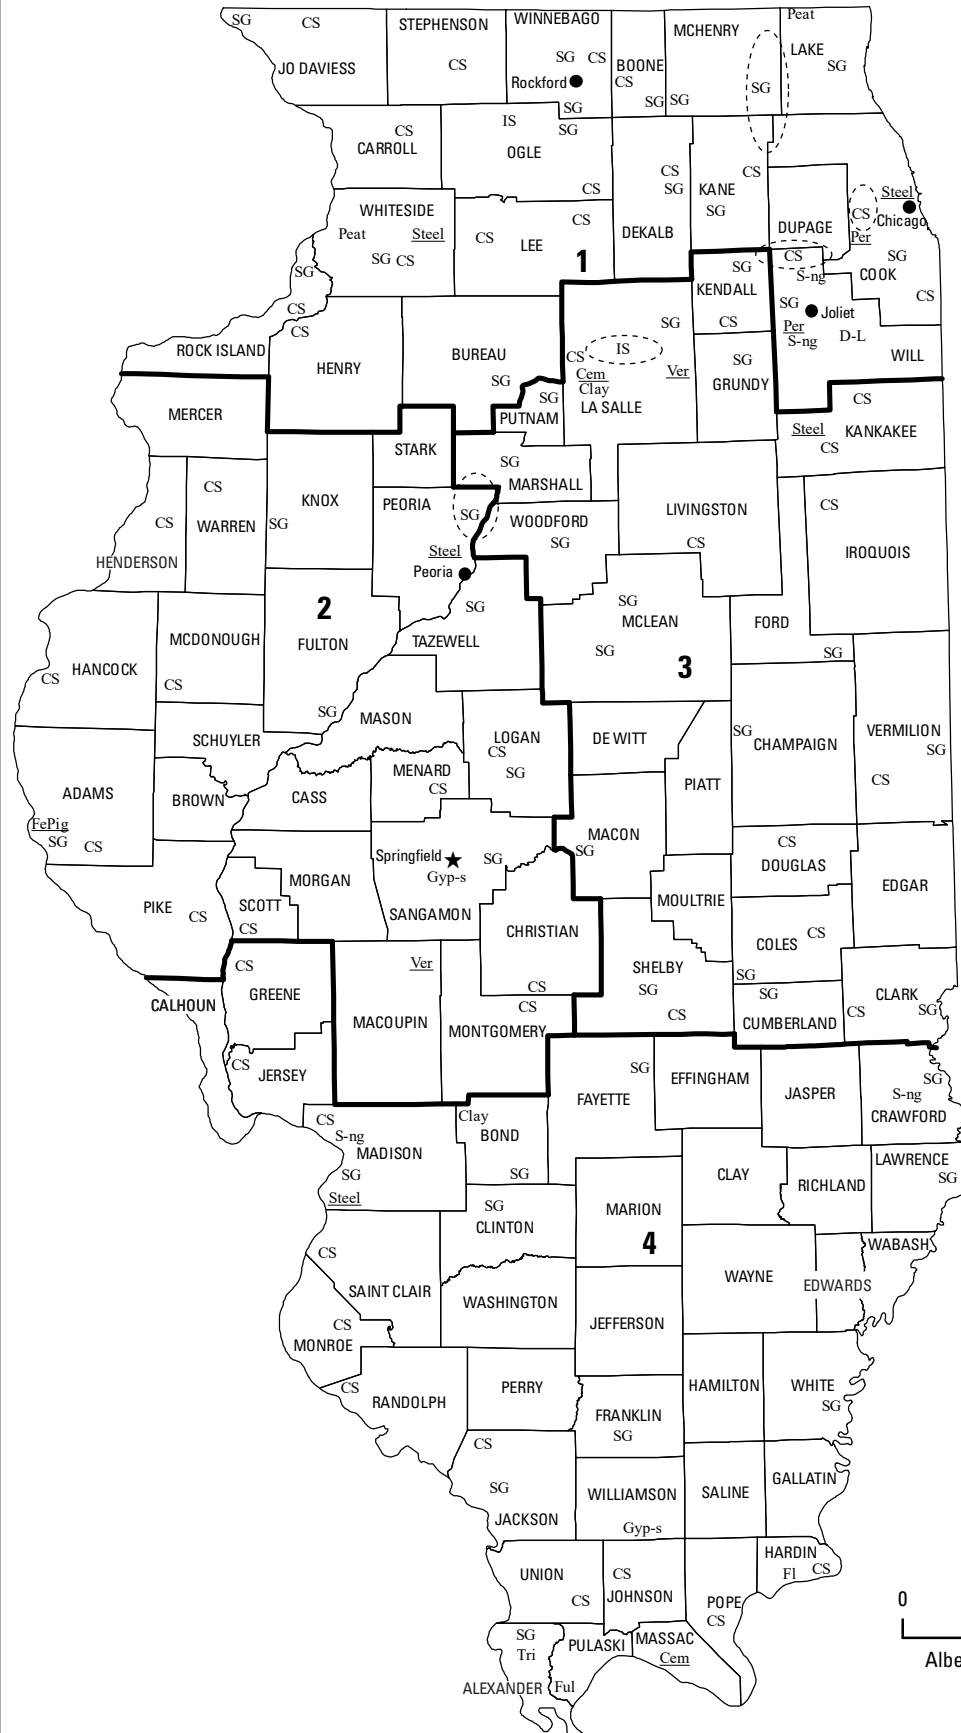 SG
CS
STEPHENSON
WINNEBAGO
MCHENRY
Peat
LAKE
JO DAVIESS
CS
SG CS
BOONE
SG
Rockford
CS
SG
SG
SG SG
CS
CARROLL
IS
SG
OGLE
CS
CS
SG
DEKALB
KANE
CS
SG
Steel
Chicago
CS
Per
DUPAGE
WHITESIDE
Peat
Steel
SG CS
CS
LEE
CS
1
CS
S-ng
SG
COOK
CS
SG
CS
ROCK ISLAND
CS
HENRY
BUREAU
SG
SG
KENDALL
CS
SG
Joliet
Per
S-ng
D-L
WILL
SG
IS
CS
Cem
Clay
Ver
LA SALLE
SG
GRUNDY
MERCER
SG
PUTNAM
CS
Steel
KANKAKEE
CS
STARK
SG
MARSHALL
KNOX
SG
PEORIA
SG
Steel
Peoria
WOODFORD
SG
LIVINGSTON
CS
CS
IROQUOIS
CS
CS
WARREN
HENDERSON
2
FULTON
SG
SG
TAZEWELL
SG
MCLEAN
SG
3
FORD
SG
HANCOCK
CS
MCDONOUGH
CS
SCHUYLER
MASON
LOGAN
CS
SG
DE WITT
PIATT
SG
CHAMPAIGN
VERMILION
SG
CS
ADAMS
FePig
SG
CS
BROWN
CASS
MENARD
CS
Springfield
Gyp-s
SG
SANGAMON
MACON
SG
CS
DOUGLAS
EDGAR
MORGAN
SCOTT
CS
PIKE
CS
CHRISTIAN
CS
MOULTRIE
SHELBY
SG
CS
COLES
CS
SG
SG
CUMBERLAND
CS
CLARK
SG
CALHOUN
CS
GREENE
Ver
MACOUPIN
CS
MONTGOMERY
CS
JERSEY
SG
FAYETTE
EFFINGHAM
JASPER
SG
S-ng
CRAWFORD
CS
S-ng
MADISON
SG
Steel
Clay
BOND
SG
CLAY
RICHLAND
LAWRENCE
SG
MARION
4
SG
CLINTON
WAYNE
EDWARDS
WABASH
CS
SAINT CLAIR
WASHINGTON
JEFFERSON
CS
MONROE
CS
RANDOLPH
PERRY
FRANKLIN
SG
HAMILTON
WHITE
SG
CS
SG
JACKSON
WILLIAMSON
Gyp-s
SALINE
GALLATIN
UNION
CS
CS
JOHNSON
POPE
CS
HARDIN
Fl
CS
SG
Tri
ALEXANDER
PULASKI
Ful
MASSAC
Cem
0
Albe